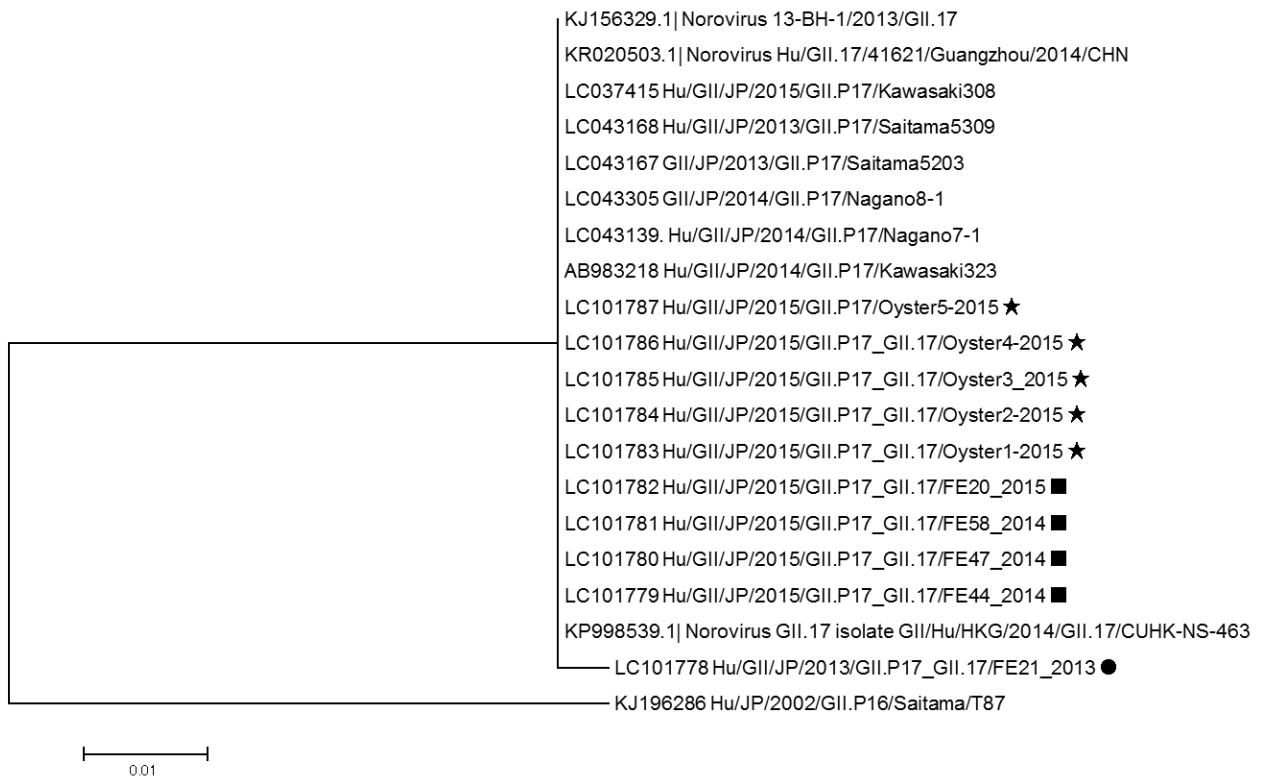 KJ156329.1| Norovirus 13-BH-1/2013/GII.17
KR020503.1| Norovirus Hu/GII.17/41621/Guangzhou/2014/CHN
LC037415 Hu/GII/JP/2015/GII.P17/Kawasaki308
LC043168 Hu/GII/JP/2013/GII.P17/Saitama5309
LC043167 GII/JP/2013/GII.P17/Saitama5203
LC043305 GII/JP/2014/GII.P17/Nagano8-1
LC043139. Hu/GII/JP/2014/GII.P17/Nagano7-1
AB983218 Hu/GII/JP/2014/GII.P17/Kawasaki323
LC101787 Hu/GII/JP/2015/GII.P17/Oyster5-2015
LC101786 Hu/GII/JP/2015/GII.P17_GII.17/Oyster4-2015
LC101785 Hu/GII/JP/2015/GII.P17_GII.17/Oyster3_2015
LC101784 Hu/GII/JP/2015/GII.P17_GII.17/Oyster2-2015
LC101783 Hu/GII/JP/2015/GII.P17_GII.17/Oyster1-2015
LC101782 Hu/GII/JP/2015/GII.P17_GII.17/FE20_2015
LC101781 Hu/GII/JP/2015/GII.P17_GII.17/FE58_2014
LC101780 Hu/GII/JP/2015/GII.P17_GII.17/FE47_2014
LC101779 Hu/GII/JP/2015/GII.P17_GII.17/FE44_2014
KP998539.1| Norovirus GII.17 isolate GII/Hu/HKG/2014/GII.17/CUHK-NS-463
LC101778 Hu/GII/JP/2013/GII.P17_GII.17/FE21_2013
KJ196286 Hu/JP/2002/GII.P16/Saitama/T87
0.01